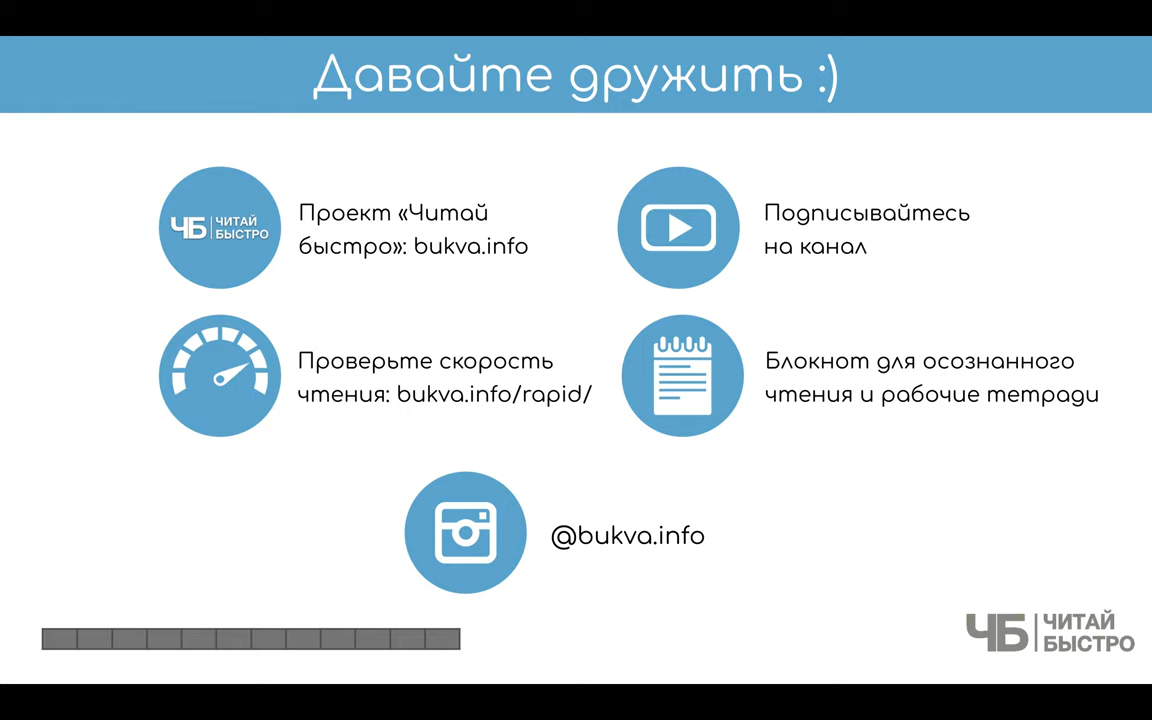 Давайте дружить :)
ЧБ ЧИТАЙ
БЫСТРО
Проект «Читай
быстро»: bukva.info
Подписывайтесь
на канал
Проверьте скорость
чтения: bukva.info/rapid/
Блокнот для осознанного
чтения и рабочие тетради
@bukva.info
ЧБ ЧИТАЙ
БЫСТРО